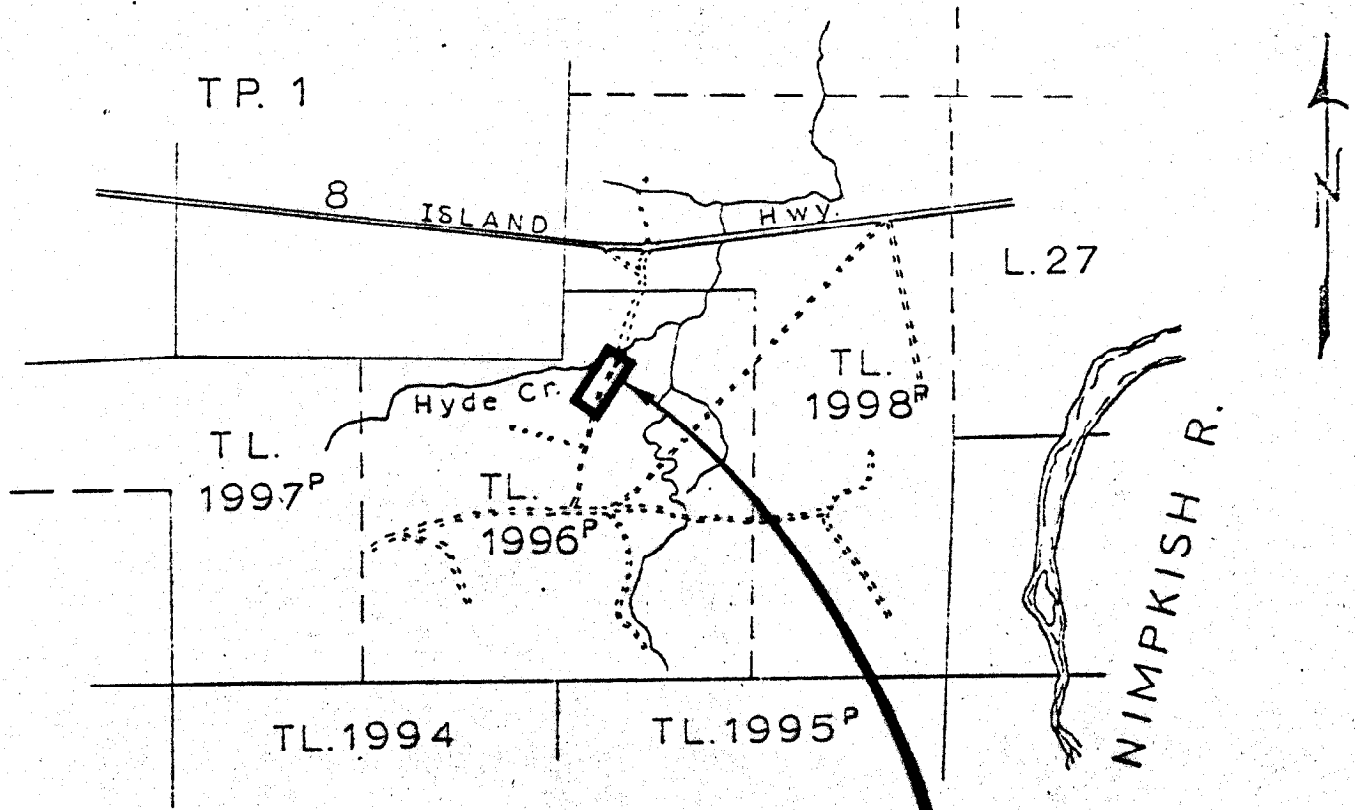 TP. 1
8
ISLAND Hwy.
L.27
Hyde Cr.
TL.
1998P
TL.
1997P
TL.
1996P
NIMPKISH R.
TL.1994
TL.1995P
N